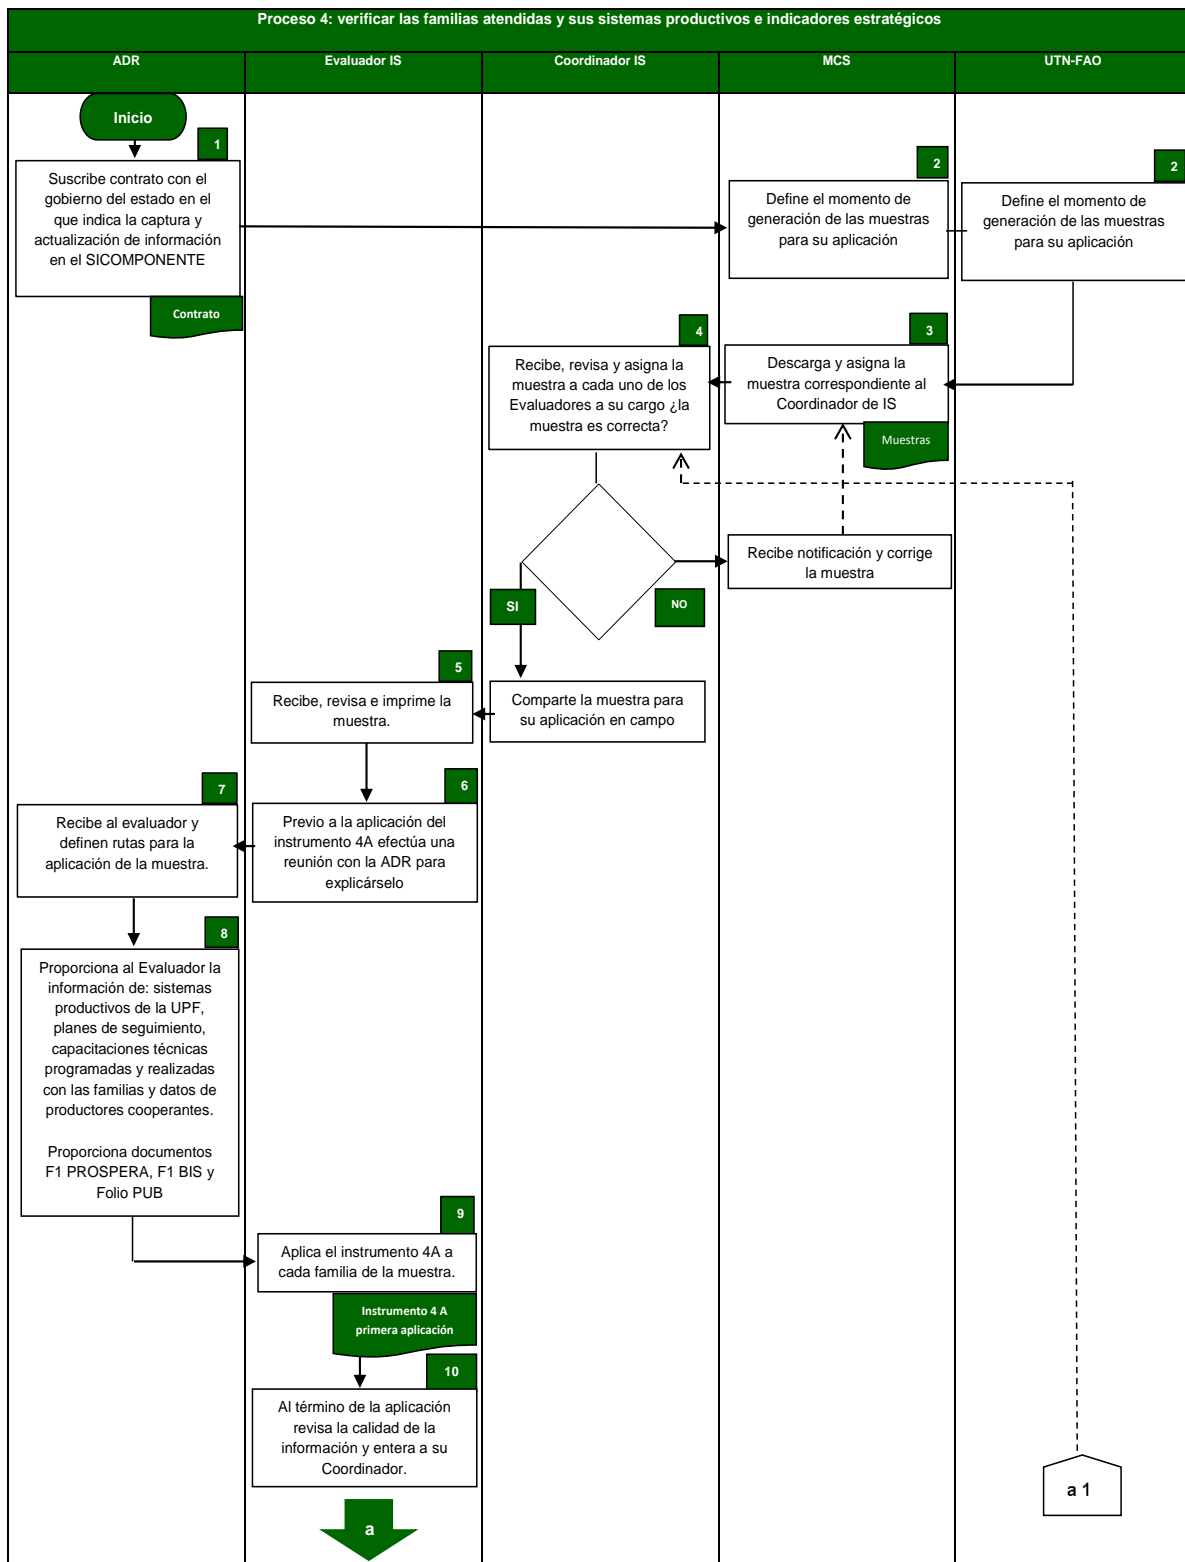 Proceso 4: verificar las familias atendidas y sus sistemas productivos e indicadores estratégicos
ADR
Evaluador IS
Coordinador IS
MCS
UTN-FAO
Inicio
1
Suscribe contrato con el
gobierno del estado en el
que indica la captura y
actualización de información
en el SICOMPONENTE
Contrato
2
Define el momento de
generación de las muestras
para su aplicación
2
Define el momento de
generación de las muestras
para su aplicación
3
Descarga y asigna la
muestra correspondiente al
Coordinador de IS
Muestras
4
Recibe, revisa y asigna la
muestra a cada uno de los
Evaluadores a su cargo ¿la
muestra es correcta?
Recibe notificación y corrige
la muestra
SI
NO
5
Recibe, revisa e imprime la
muestra.
Comparte la muestra para
su aplicación en campo
6
Previo a la aplicación del
instrumento 4A efectúa una
reunión con la ADR para
explicárselo
7
Recibe al evaluador y
definen rutas para la
aplicación de la muestra.
8
Proporciona al Evaluador la
información de: sistemas
productivos de la UPF,
planes de seguimiento,
capacitaciones técnicas
programadas y realizadas
con las familias y datos de
productores cooperantes.
Proporciona documentos
F1 PROSPERA, F1 BIS y
Folio PUB
9
Aplica el instrumento 4A a
cada familia de la muestra.
Instrumento 4 A
primera aplicación
10
Al término de la aplicación
revisa la calidad de la
información y entera a su
Coordinador.
a
a 1